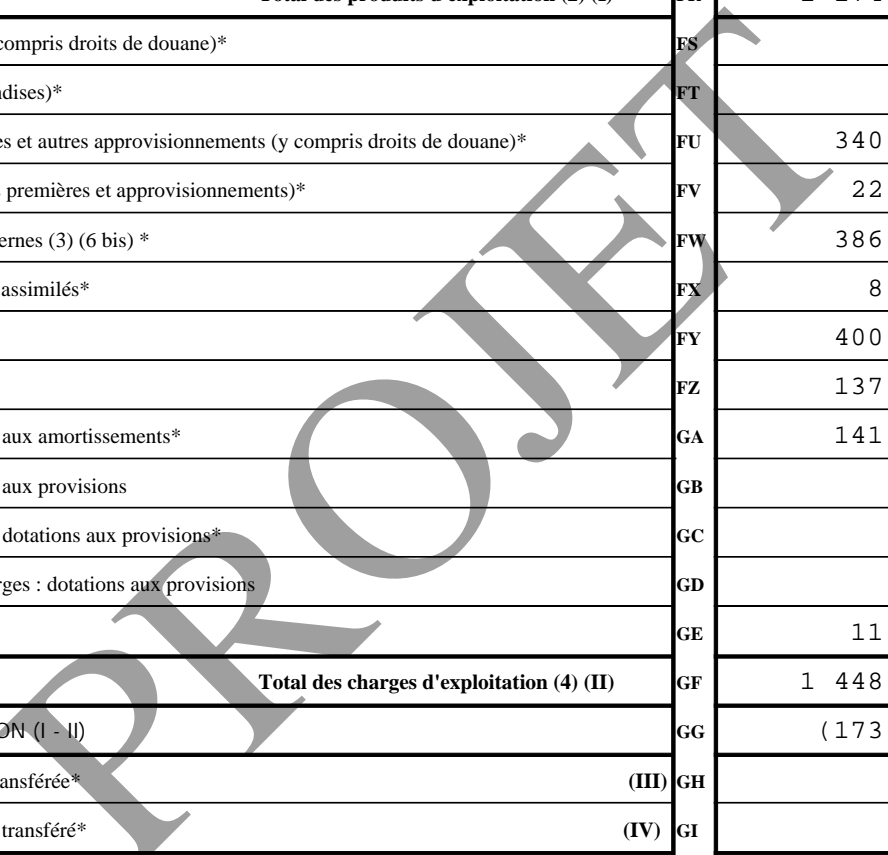 Total des produits d'exploitation (2) (I)
compris droits de douane)* FS
ndises)* FT
es et autres approvisionnements (y compris droits de douane)* FU 340
premières et approvisionnements)* FV 22
ernes (3) (6 bis) * FW 386
assimilés* FX 8
FY 400
FZ 137
aux amortissements* GA 141
aux provisions GB
dotations aux provisions* GC
rges : dotations aux provisions GD
GE 11
Total des charges d'exploitation (4) (II) GF 1 448
ON (I - II) GG (173
ansférée* (III) GH
transféré* (IV) GI
PROJET